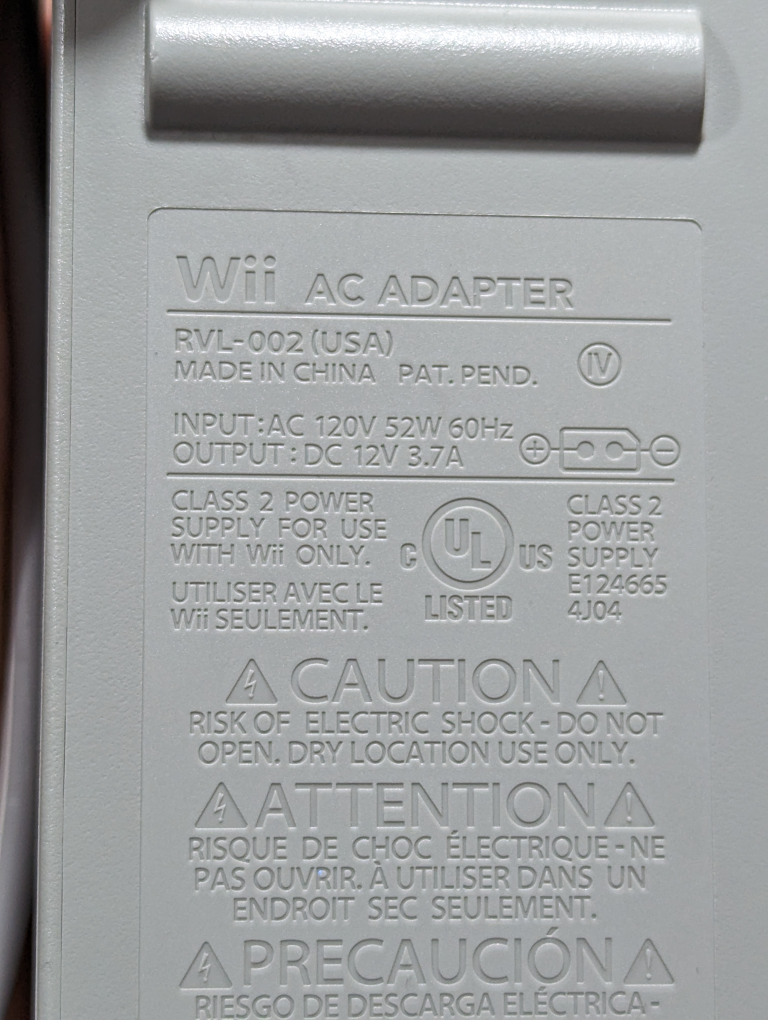 Wii AC ADAPTER
RVL-002 (USA)
MADE IN CHINA PAT. PEND.
IV
INPUT:AC 120V 52W 60Hz
OUTPUT:DC 12V 3.7A
CLASS 2 POWER
SUPPLY FOR USE
WITH Wii ONLY.
UTILISER AVEC LE
Wii SEULEMENT.
C UL US
LISTED
CLASS 2
POWER
SUPPLY
E124665
4J04
CAUTION
RISK OF ELECTRIC SHOCK - DO NOT
OPEN. DRY LOCATION USE ONLY.
ATTENTION
RISQUE DE CHOC ÉLECTRIQUE - NE
PAS OUVRIR. À UTILISER DANS UN
ENDROIT SEC SEULEMENT.
PRECAUCIÓN
RIESGO DE DESCARGA ELÉCTRICA -